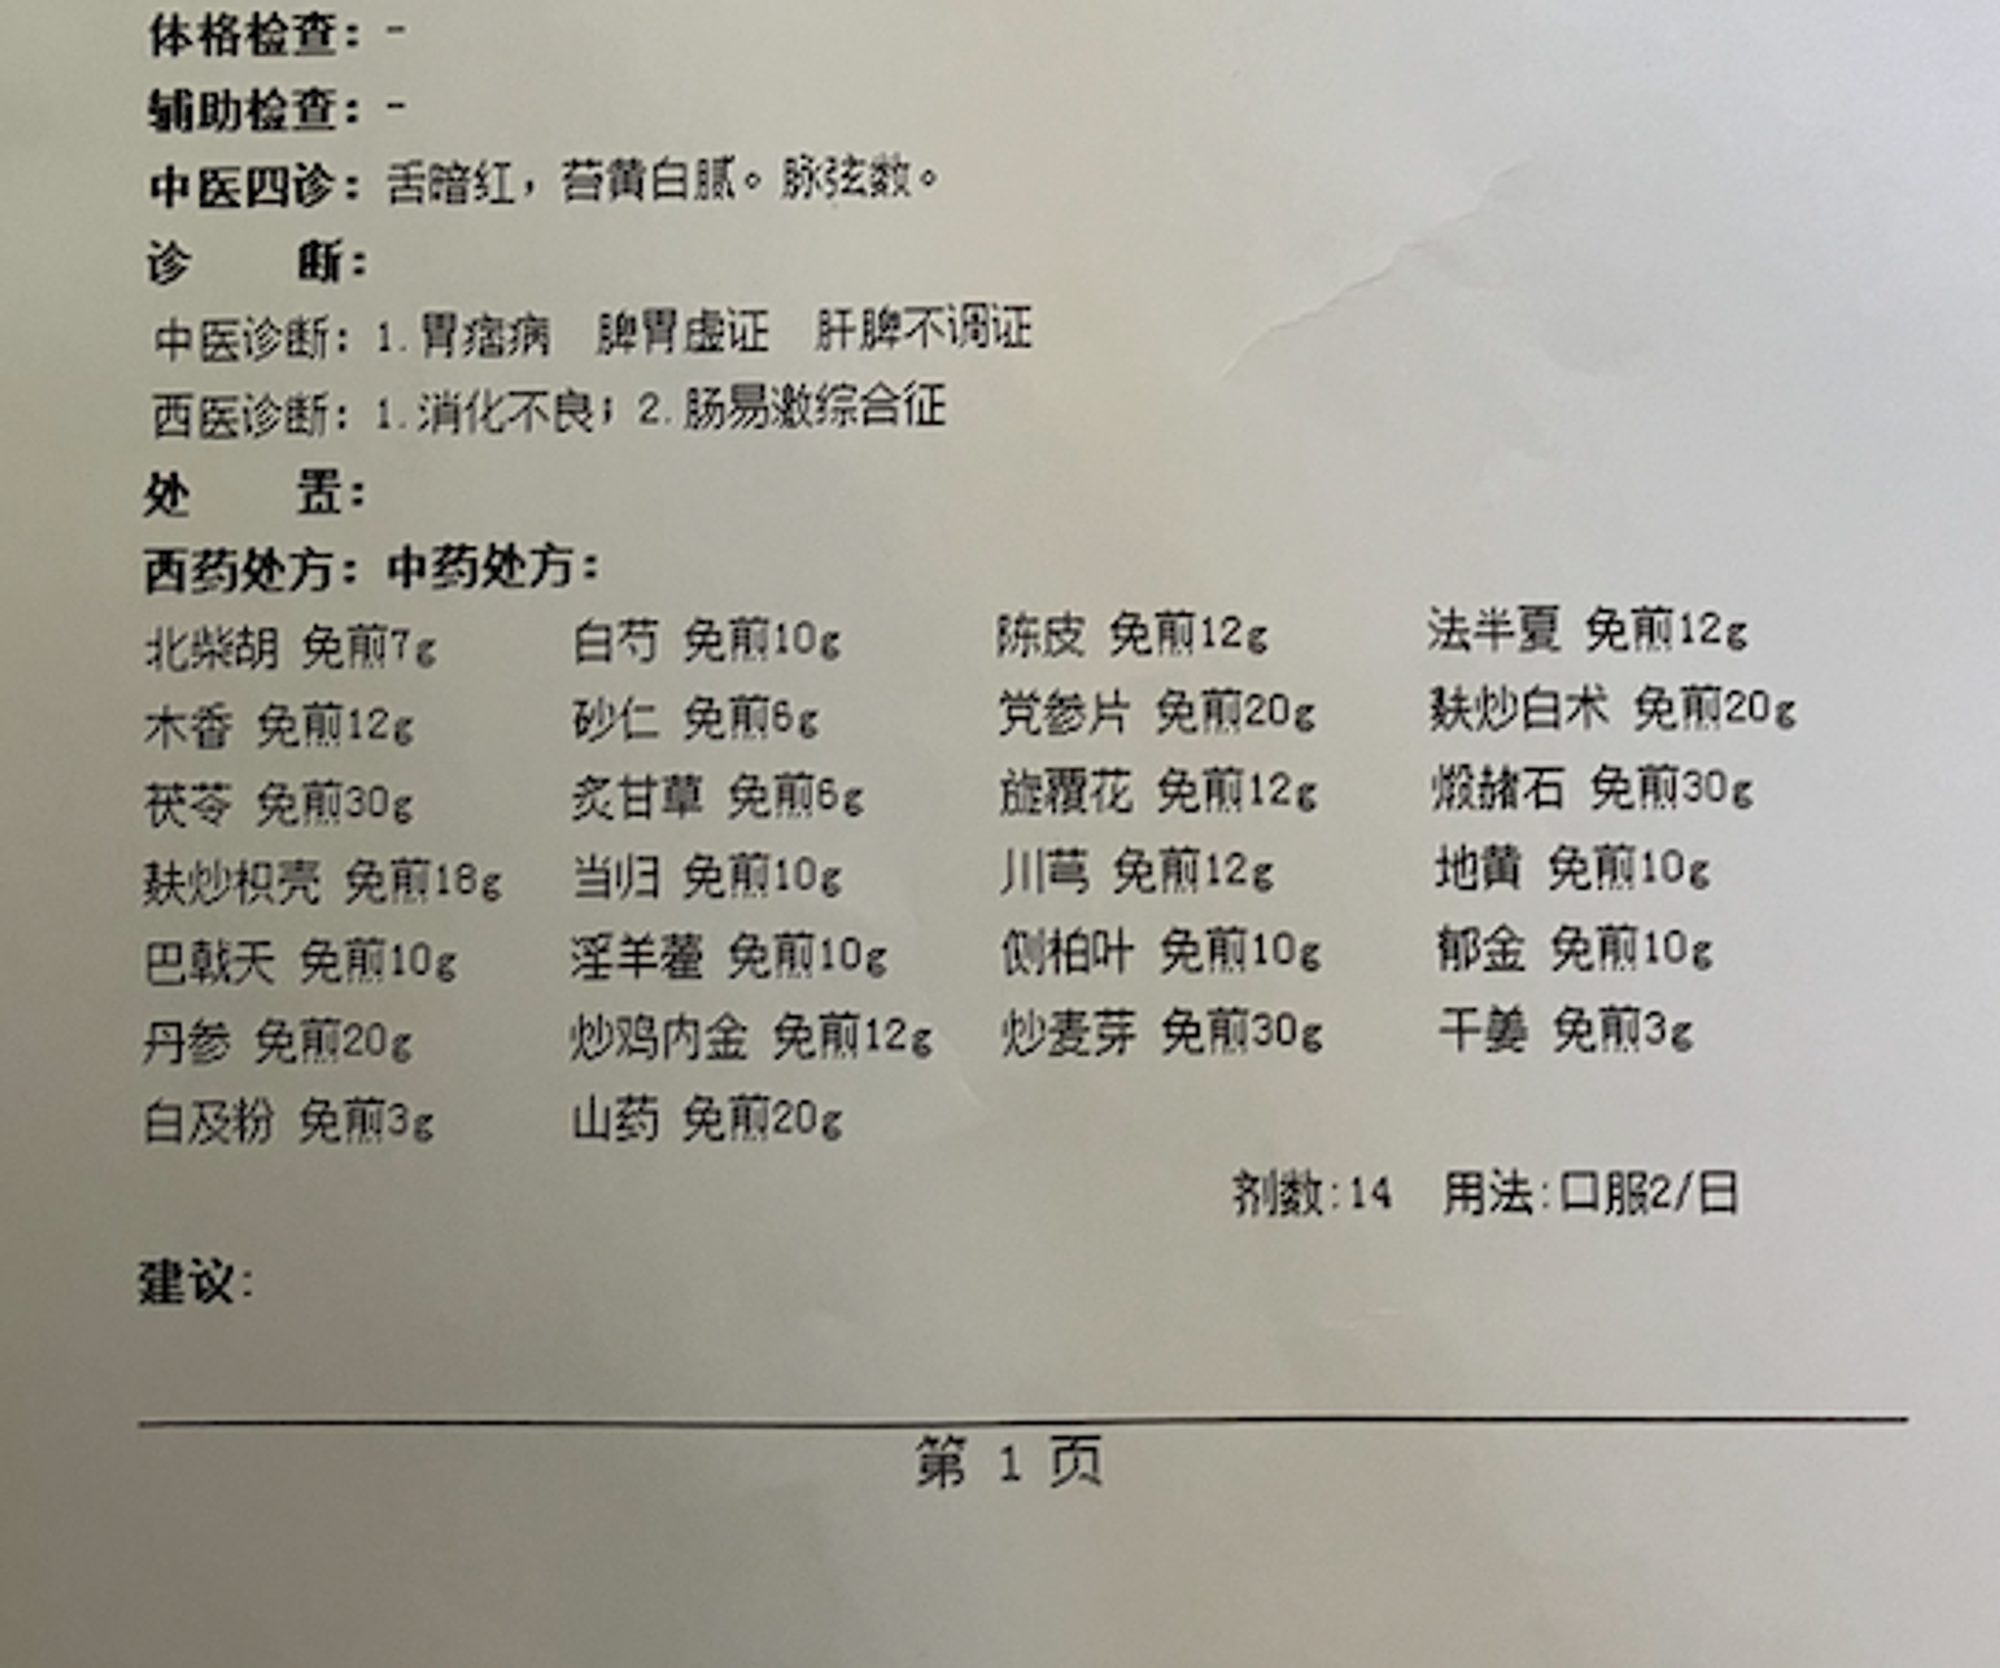 体格检查：-
辅助检查：-
中医四诊：舌暗红，苔黄白腻。脉弦数。
诊 断：
中医诊断：1.胃痞病 脾胃虚证 肝脾不调证
西医诊断：1.消化不良；2.肠易激综合征
处 置：
西药处方：中药处方：
北柴胡 免煎7g 白芍 免煎10g 陈皮 免煎12g 法半夏 免煎12g
木香 免煎12g 砂仁 免煎6g 党参片 免煎20g 麸炒白术 免煎20g
茯苓 免煎30g 炙甘草 免煎6g 旋覆花 免煎12g 煅赭石 免煎30g
麸炒枳壳 免煎18g 当归 免煎10g 川芎 免煎12g 地黄 免煎10g
巴戟天 免煎10g 淫羊藿 免煎10g 侧柏叶 免煎10g 郁金 免煎10g
丹参 免煎20g 炒鸡内金 免煎12g 炒麦芽 免煎30g 干姜 免煎3g
白及粉 免煎3g 山药 免煎20g
剂数:14 用法:口服2/日
建议:
第 1 页